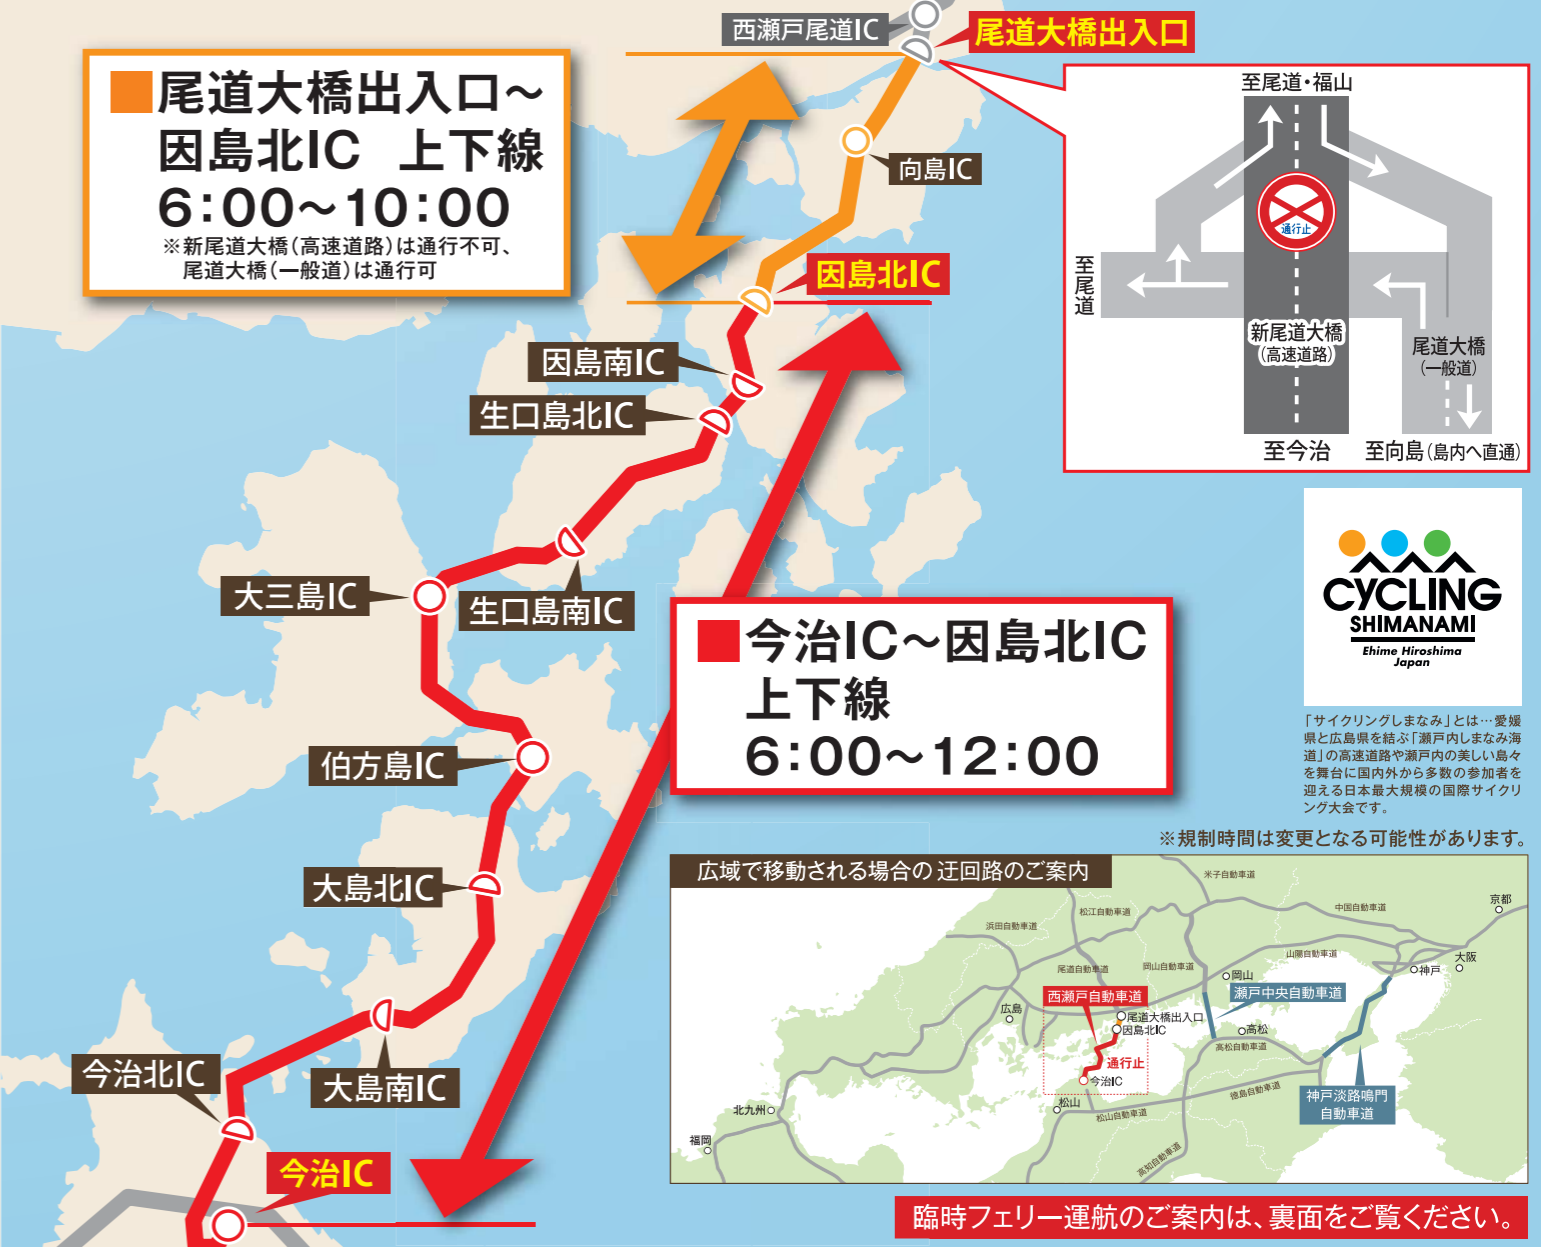 西瀬戸尾道IC
尾道大橋出入口
■尾道大橋出入口～
因島北IC 上下線
6:00～10:00
※新尾道大橋(高速道路)は通行不可、
尾道大橋(一般道)は通行可
向島IC
因島北IC
至尾道・福山
通行止
至尾道
新尾道大橋
(高速道路)
尾道大橋
(一般道)
至今治
至向島(島内へ直通)
因島南IC
生口島北IC
大三島IC
生口島南IC
■今治IC～因島北IC
上下線
6:00～12:00
伯方島IC
大島北IC
今治北IC
大島南IC
今治IC
CYCLING
SHIMANAMI
Ehime Hiroshima
Japan
「サイクリングしまなみ」とは…愛媛
県と広島県を結ぶ「瀬戸内しまなみ海
道」の高速道路や瀬戸内の美しい島々
を舞台に国内外から多数の参加者を
迎える日本最大規模の国際サイクリ
ング大会です。
※規制時間は変更となる可能性があります。
広域で移動される場合の迂回路のご案内
米子自動車道
京都
松江自動車道
中国自動車道
浜田自動車道
山陽自動車道
大阪
尾道自動車道
岡山自動車道
岡山
神戸
西瀬戸自動車道
瀬戸中央自動車道
広島
尾道大橋出入口
因島北IC
高松
高松自動車道
通行止
今治IC
徳島自動車道
神戸淡路鳴門
自動車道
松山
松山自動車道
北九州
福岡
高知自動車道
臨時フェリー運航のご案内は、裏面をご覧ください。